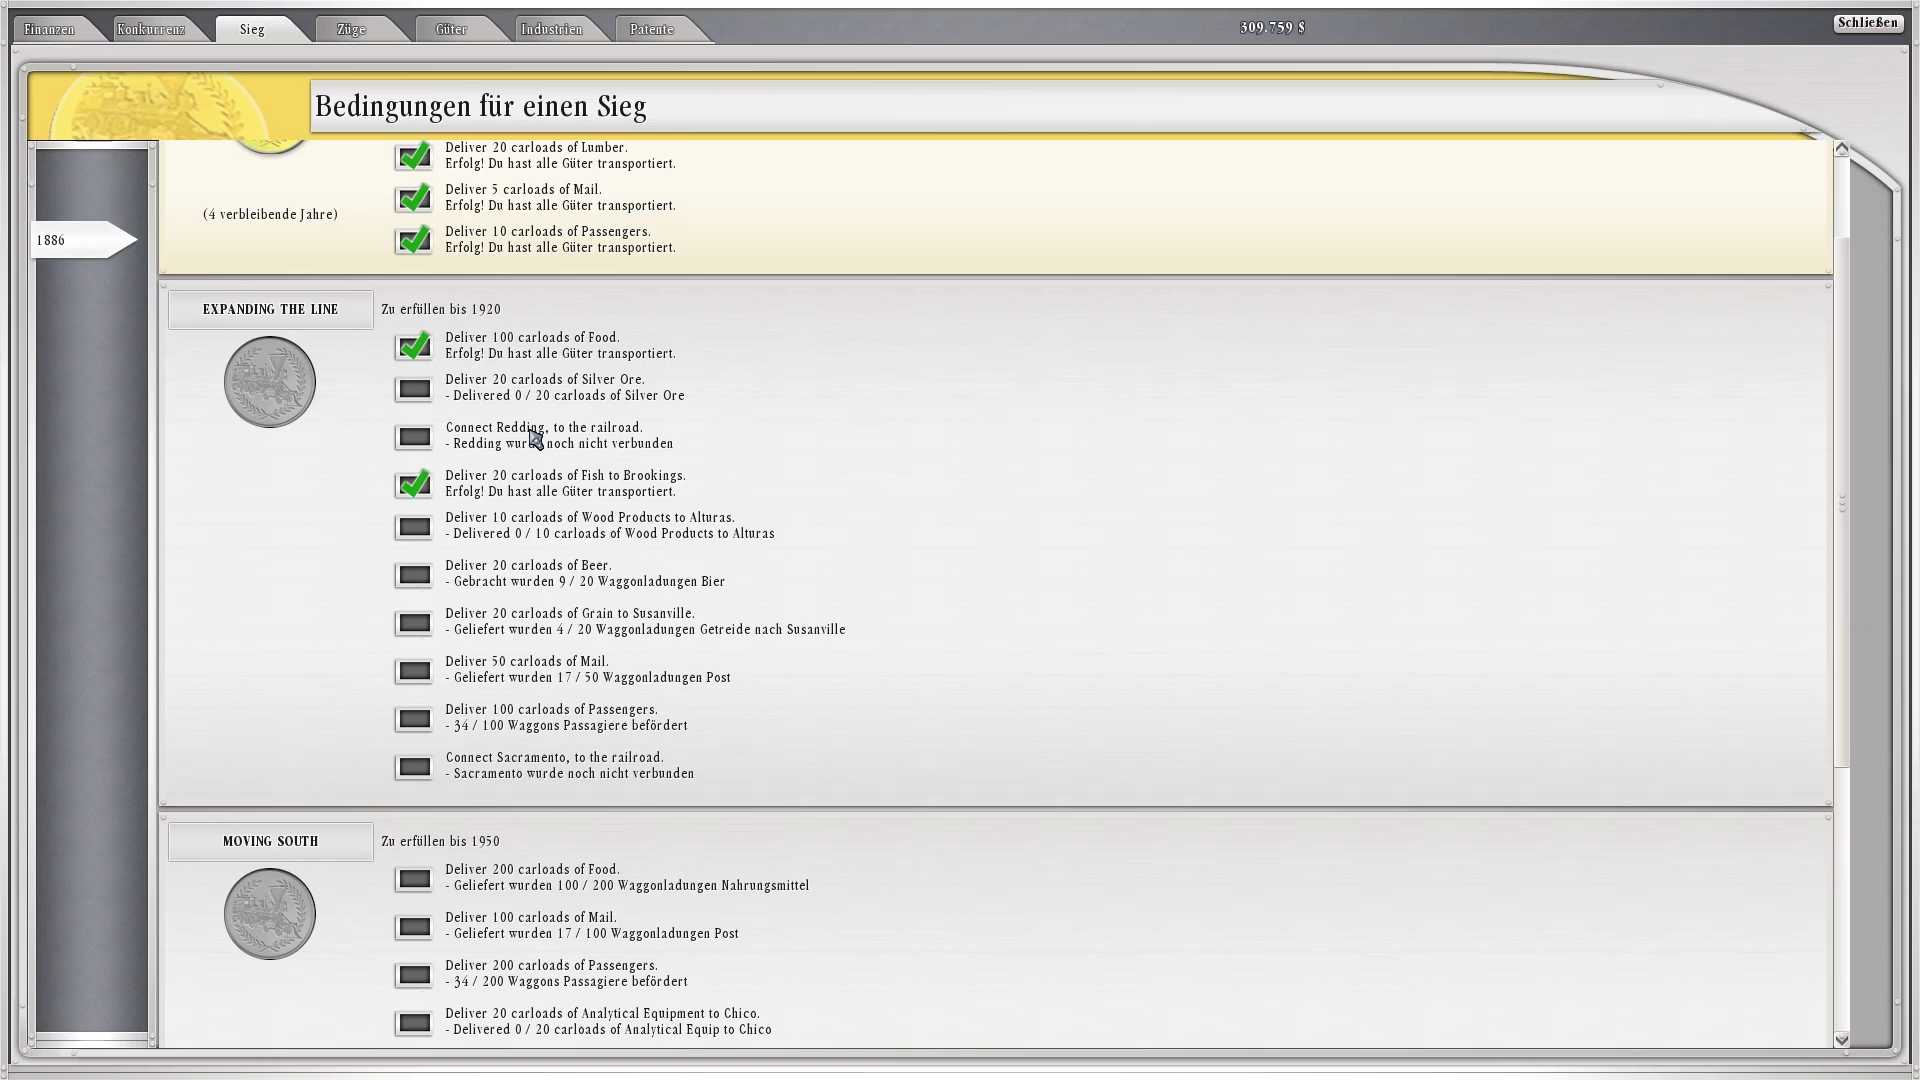 Finanzen
Konkurrenz
Sieg
Züge
Güter
Industrien
Patente
309.759 $
Schließen
Bedingungen für einen Sieg
1886
(4 verbleibende Jahre)
Deliver 20 carloads of Lumber.
Erfolg! Du hast alle Güter transportiert.
Deliver 5 carloads of Mail.
Erfolg! Du hast alle Güter transportiert.
Deliver 10 carloads of Passengers.
Erfolg! Du hast alle Güter transportiert.
EXPANDING THE LINE
Zu erfüllen bis 1920
Deliver 100 carloads of Food.
Erfolg! Du hast alle Güter transportiert.
Deliver 20 carloads of Silver Ore.
- Delivered 0 / 20 carloads of Silver Ore
Connect Redding, to the railroad.
- Redding wurde noch nicht verbunden
Deliver 20 carloads of Fish to Brookings.
Erfolg! Du hast alle Güter transportiert.
Deliver 10 carloads of Wood Products to Alturas.
- Delivered 0 / 10 carloads of Wood Products to Alturas
Deliver 20 carloads of Beer.
- Gebracht wurden 9 / 20 Waggonladungen Bier
Deliver 20 carloads of Grain to Susanville.
- Geliefert wurden 4 / 20 Waggonladungen Getreide nach Susanville
Deliver 50 carloads of Mail.
- Geliefert wurden 17 / 50 Waggonladungen Post
Deliver 100 carloads of Passengers.
- 34 / 100 Waggons Passagiere befördert
Connect Sacramento, to the railroad.
- Sacramento wurde noch nicht verbunden
MOVING SOUTH
Zu erfüllen bis 1950
Deliver 200 carloads of Food.
- Geliefert wurden 100 / 200 Waggonladungen Nahrungsmittel
Deliver 100 carloads of Mail.
- Geliefert wurden 17 / 100 Waggonladungen Post
Deliver 200 carloads of Passengers.
- 34 / 200 Waggons Passagiere befördert
Deliver 20 carloads of Analytical Equipment to Chico.
- Delivered 0 / 20 carloads of Analytical Equip to Chico